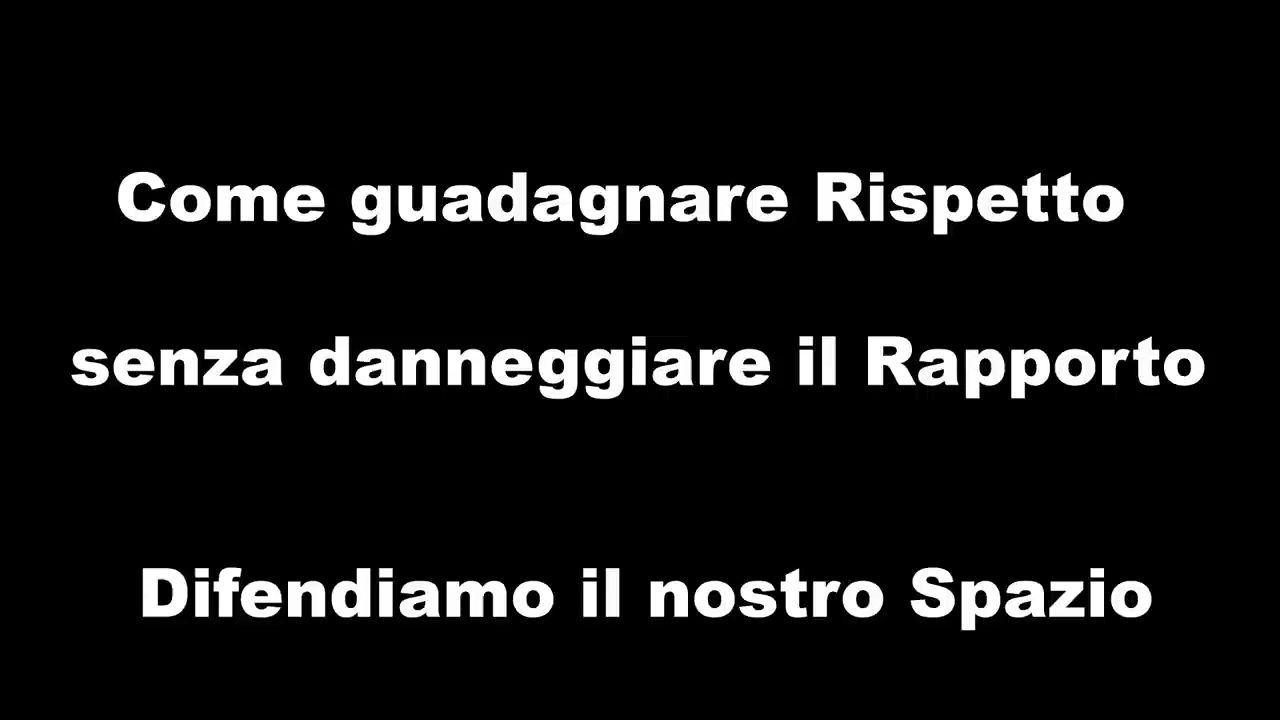 Come guadagnare Rispetto
senza danneggiare il Rapporto
Difendiamo il nostro Spazio